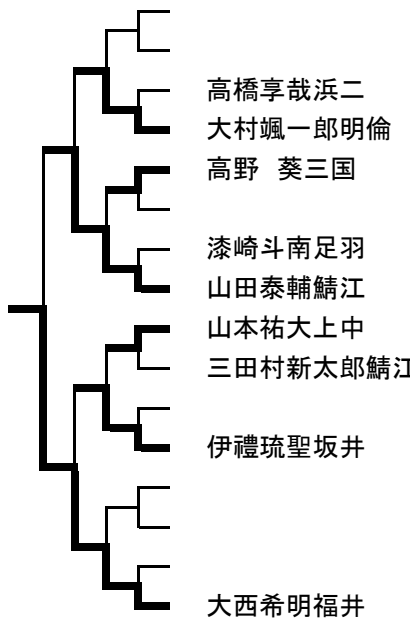 高橋享哉浜二
大村颯一郎明倫
高野 葵三国
漆崎斗南足羽
山田泰輔鯖江
山本祐大上中
三田村新太郎鯖江
伊禮琉聖坂井
大西希明福井